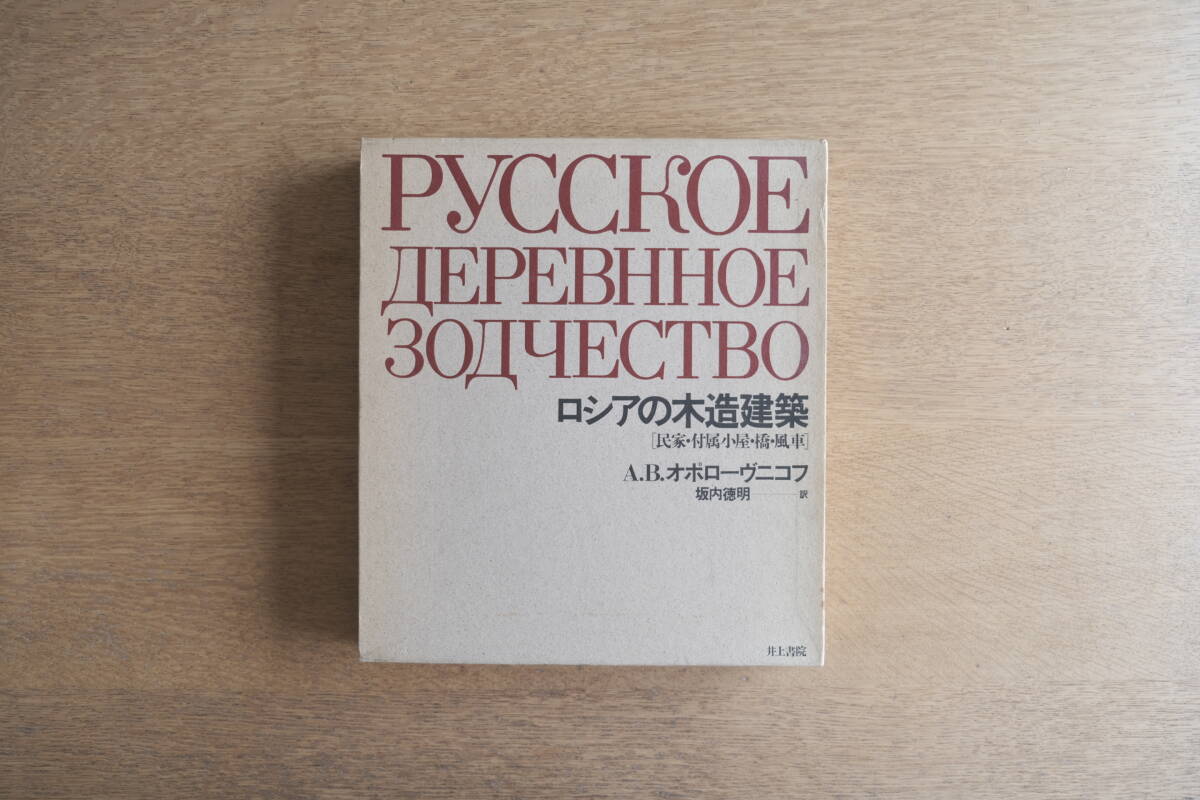 РУССКОЕ
ДЕРЕВННОЕ
ЗОДЧЕСТВО
ロシアの木造建築
[民家・付属小屋・橋・風車]
A.B.オポローヴニコフ
坂内徳明――訳
井上書院